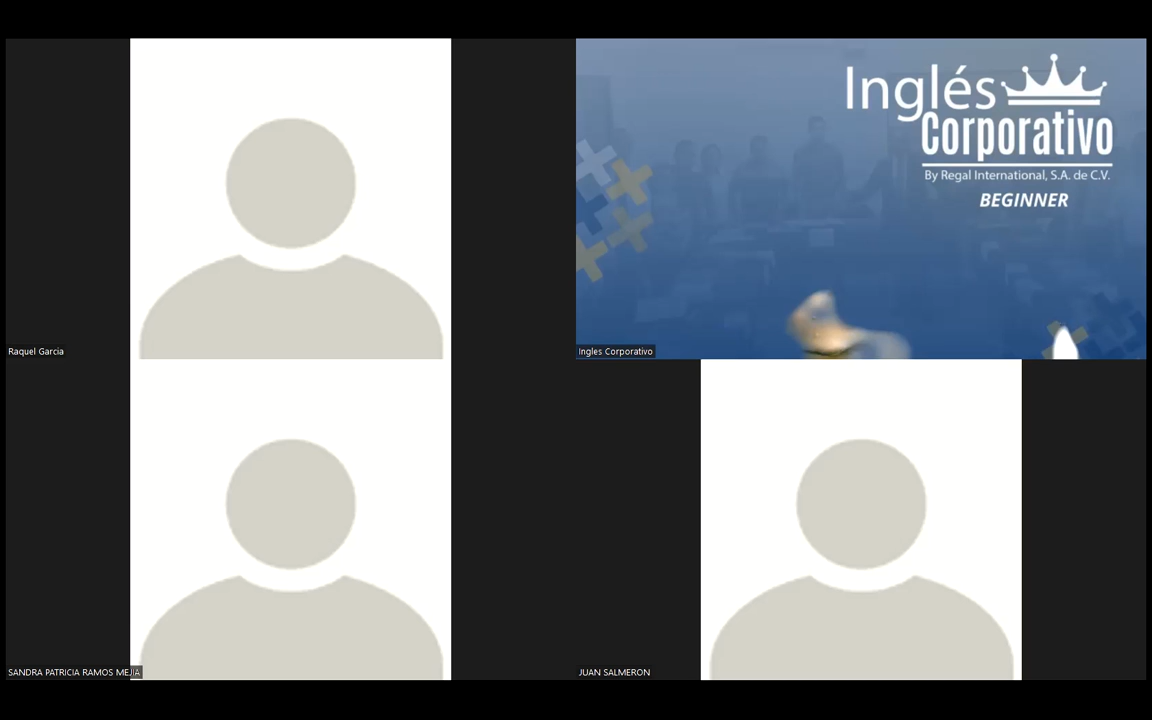 Inglés
Corporativo
By Regal International, S.A. de C.V.
BEGINNER
Raquel Garcia
Ingles Corporativo
SANDRA PATRICIA RAMOS MEJIA
JUAN SALMERON